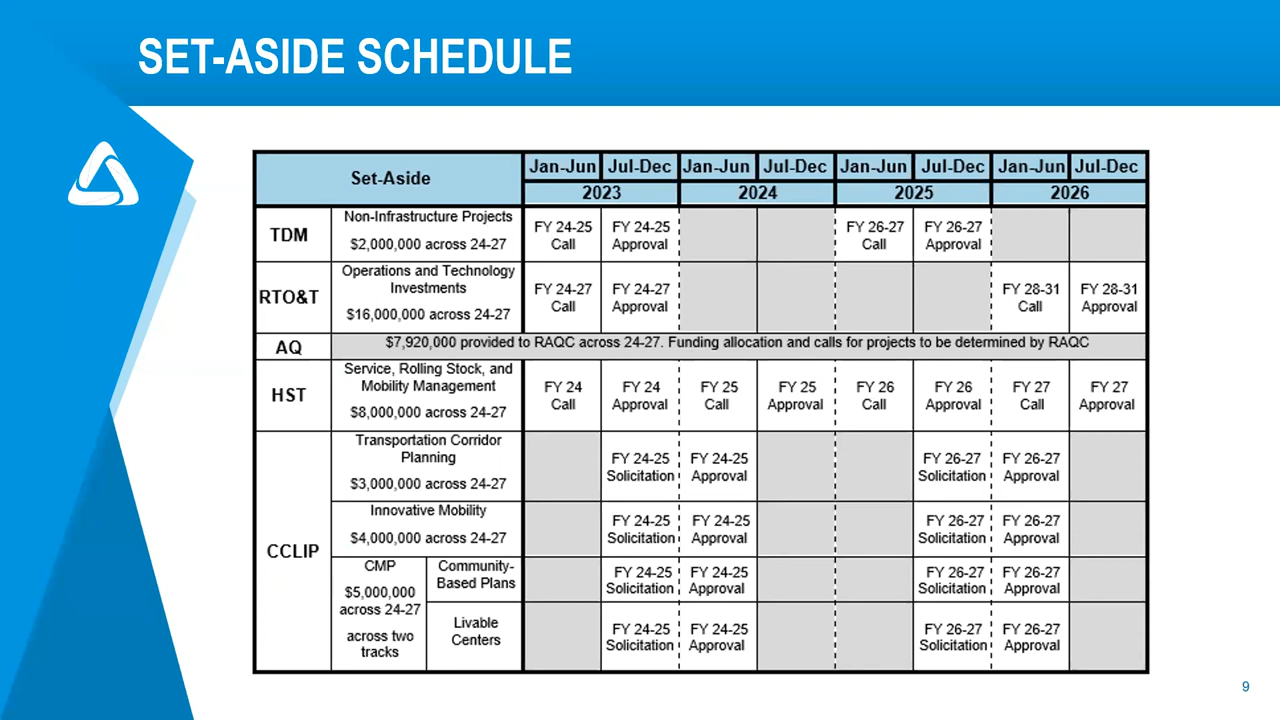 SET-ASIDE SCHEDULE
Set-Aside
Jan-Jun Jul-Dec Jan-Jun Jul-Dec Jan-Jun Jul-Dec Jan-Jun Jul-Dec
2023 2024 2025 2026
TDM
Non-Infrastructure Projects
$2,000,000 across 24-27
FY 24-25
Call
FY 24-25
Approval
FY 26-27
Call
FY 26-27
Approval
RTO&T
Operations and Technology
Investments
$16,000,000 across 24-27
FY 24-27
Call
FY 24-27
Approval
FY 28-31
Call
FY 28-31
Approval
AQ
$7,920,000 provided to RAQC across 24-27. Funding allocation and calls for projects to be determined by RAQC
HST
Service, Rolling Stock, and
Mobility Management
$8,000,000 across 24-27
FY 24
Call
FY 24
Approval
FY 25
Call
FY 25
Approval
FY 26
Call
FY 26
Approval
FY 27
Call
FY 27
Approval
CCLIP
Transportation Corridor
Planning
$3,000,000 across 24-27
FY 24-25
Solicitation
FY 24-25
Approval
FY 26-27
Solicitation
FY 26-27
Approval
Innovative Mobility
$4,000,000 across 24-27
FY 24-25
Solicitation
FY 24-25
Approval
FY 26-27
Solicitation
FY 26-27
Approval
CMP
$5,000,000
across 24-27
across two
tracks
Community-
Based Plans
FY 24-25
Solicitation
FY 24-25
Approval
FY 26-27
Solicitation
FY 26-27
Approval
Livable
Centers
FY 24-25
Solicitation
FY 24-25
Approval
FY 26-27
Solicitation
FY 26-27
Approval
9